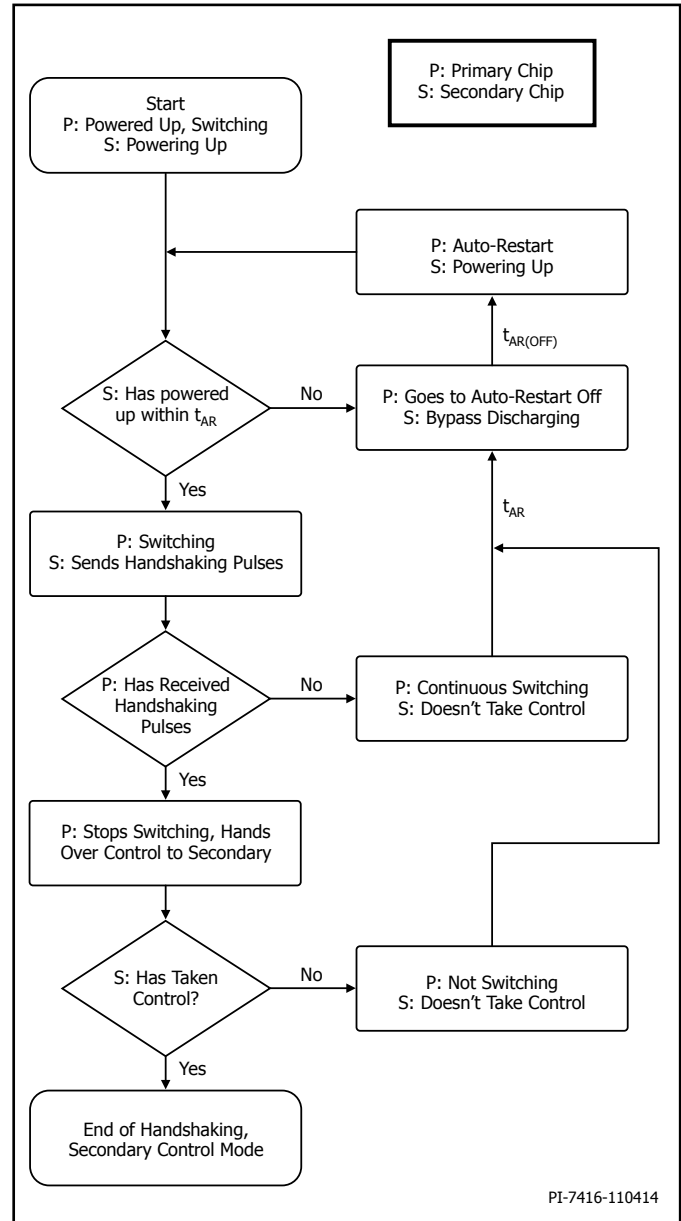 P: Primary Chip
S: Secondary Chip
Start
P: Powered Up, Switching
S: Powering Up
P: Auto-Restart
S: Powering Up
tAR(OFF)
S: Has powered
up within tAR
No
P: Goes to Auto-Restart Off
S: Bypass Discharging
Yes
tAR
P: Switching
S: Sends Handshaking Pulses
P: Has Received
Handshaking
Pulses
No
P: Continuous Switching
S: Doesn't Take Control
Yes
P: Stops Switching, Hands
Over Control to Secondary
S: Has Taken
Control?
No
P: Not Switching
S: Doesn't Take Control
Yes
End of Handshaking,
Secondary Control Mode
PI-7416-110414